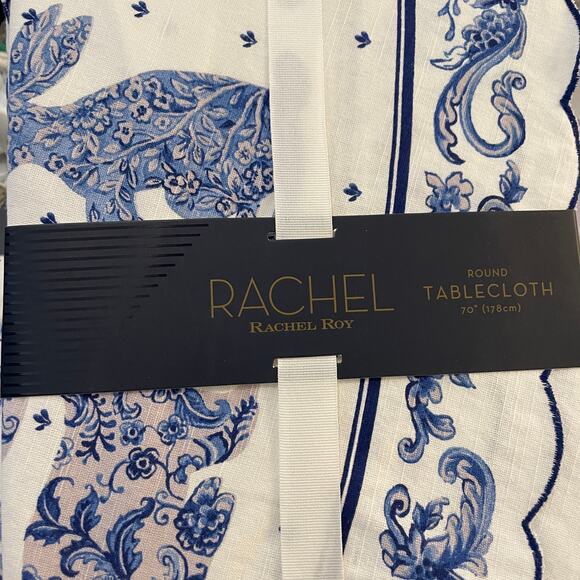 RACHEL
RACHEL ROY
ROUND
TABLECLOTH
70" (178cm)